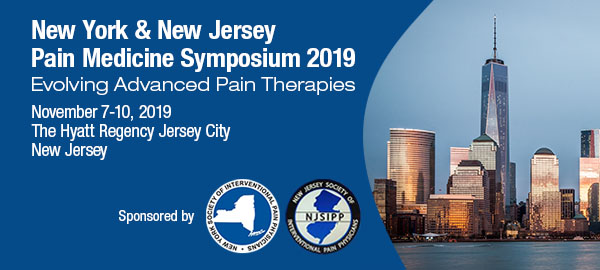 New York & New Jersey
Pain Medicine Symposium 2019
Evolving Advanced Pain Therapies
November 7-10, 2019
The Hyatt Regency Jersey City
New Jersey
Sponsored by
NEW YORK SOCIETY OF INTERVENTIONAL PAIN PHYSICIANS
NEW JERSEY SOCIETY OF
NJSIPP
INTERVENTIONAL PAIN PHYSICIANS